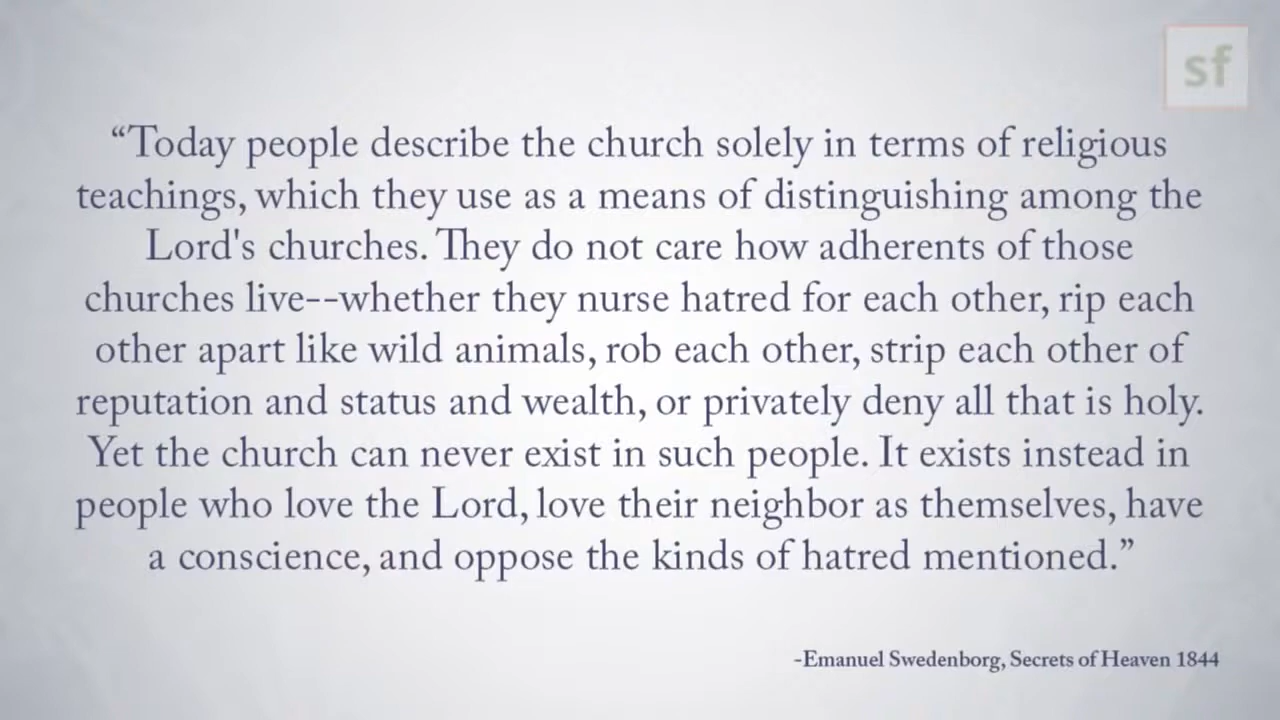 sf
“Today people describe the church solely in terms of religious
teachings, which they use as a means of distinguishing among the
Lord's churches. They do not care how adherents of those
churches live--whether they nurse hatred for each other, rip each
other apart like wild animals, rob each other, strip each other of
reputation and status and wealth, or privately deny all that is holy.
Yet the church can never exist in such people. It exists instead in
people who love the Lord, love their neighbor as themselves, have
a conscience, and oppose the kinds of hatred mentioned.”
-Emanuel Swedenborg, Secrets of Heaven 1844